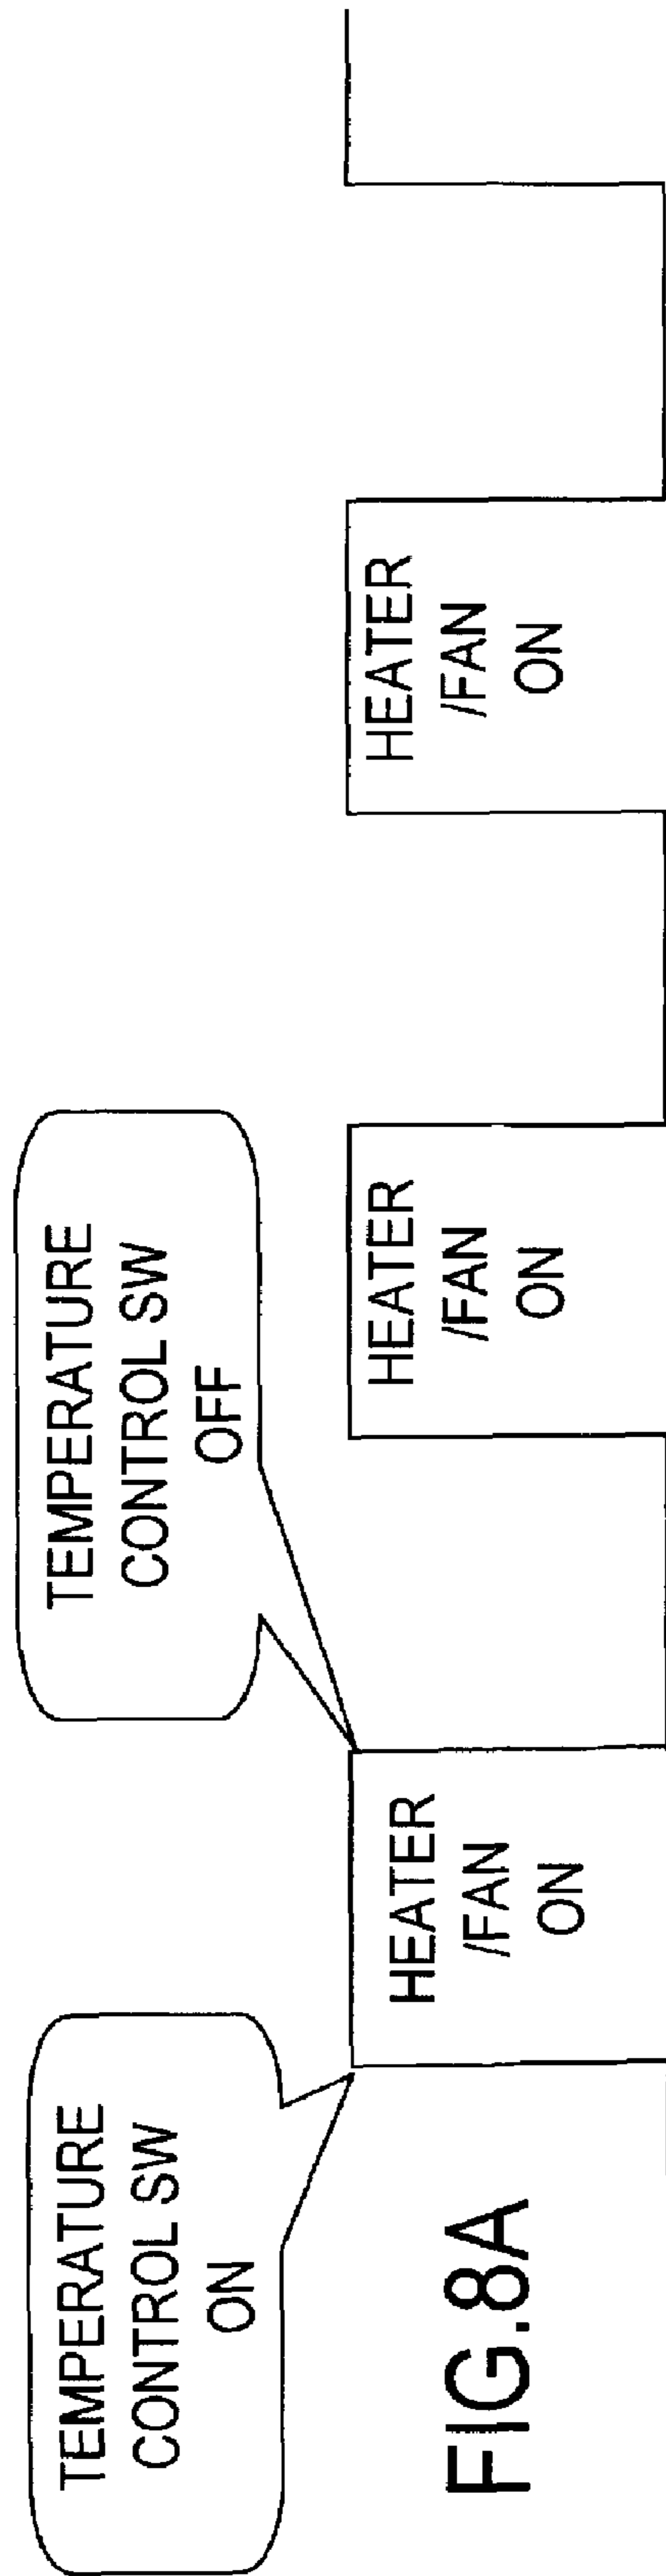 TEMPERATURE
CONTROL SW
ON
TEMPERATURE
CONTROL SW
OFF
HEATER
/FAN
ON
HEATER
/FAN
ON
HEATER
/FAN
ON
FIG.8A